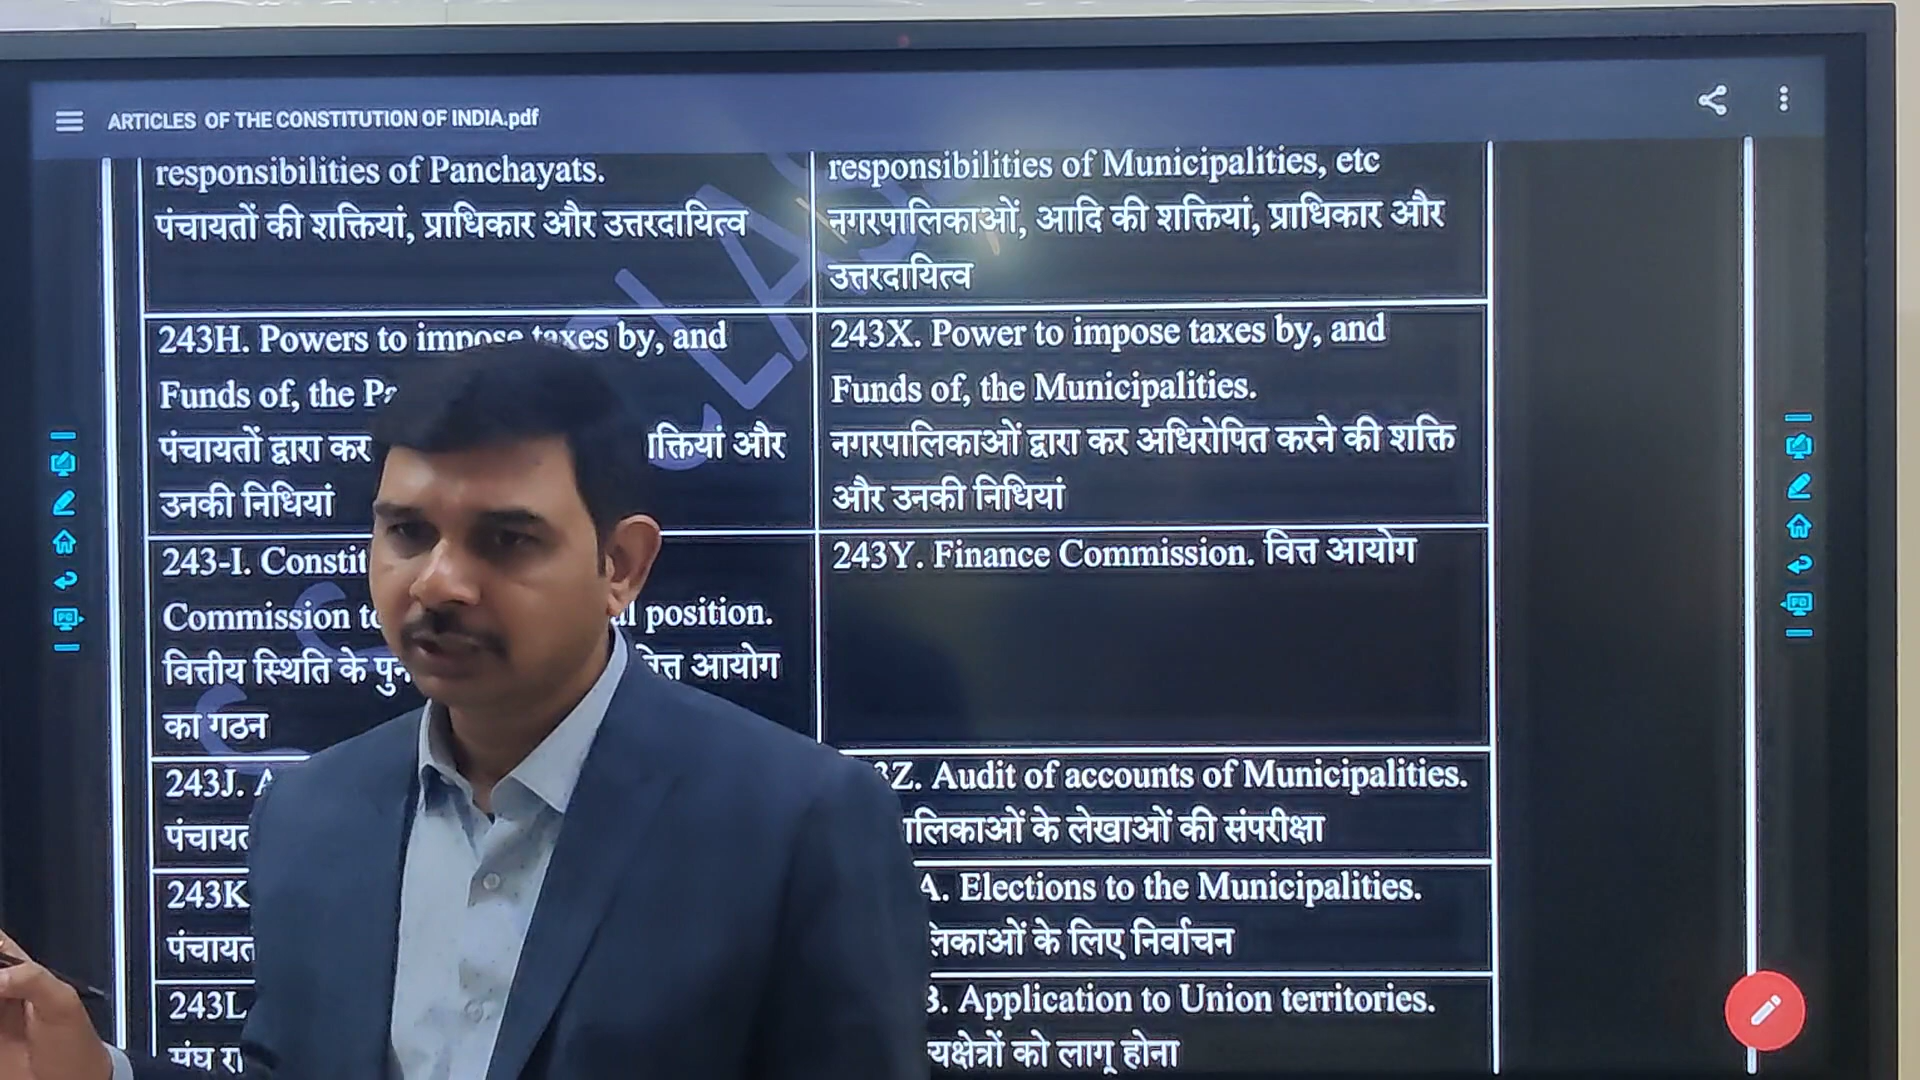 ARTICLES OF THE CONSTITUTION OF INDIA.pdf
responsibilities of Panchayats.
पंचायतों की शक्तियां, प्राधिकार और उत्तरदायित्व
responsibilities of Municipalities, etc
नगरपालिकाओं, आदि की शक्तियां, प्राधिकार और
उत्तरदायित्व
243H. Powers to impose taxes by, and
Funds of, the
पंचायतों द्वारा कर और
उनकी निधियां
243X. Power to impose taxes by, and
Funds of, the Municipalities.
नगरपालिकाओं द्वारा कर अधिरोपित करने की शक्ति
और उनकी निधियां
243-I.
Commission position.
वित्तीय स्थिति के आयोग
का गठन
243Y. Finance Commission. वित्त आयोग
243J.
Audit of accounts of Municipalities.
के लेखाओं की संपरीक्षा
243K
Elections to the Municipalities.
के लिए निर्वाचन
243L
Application to Union territories.
को लागू होना